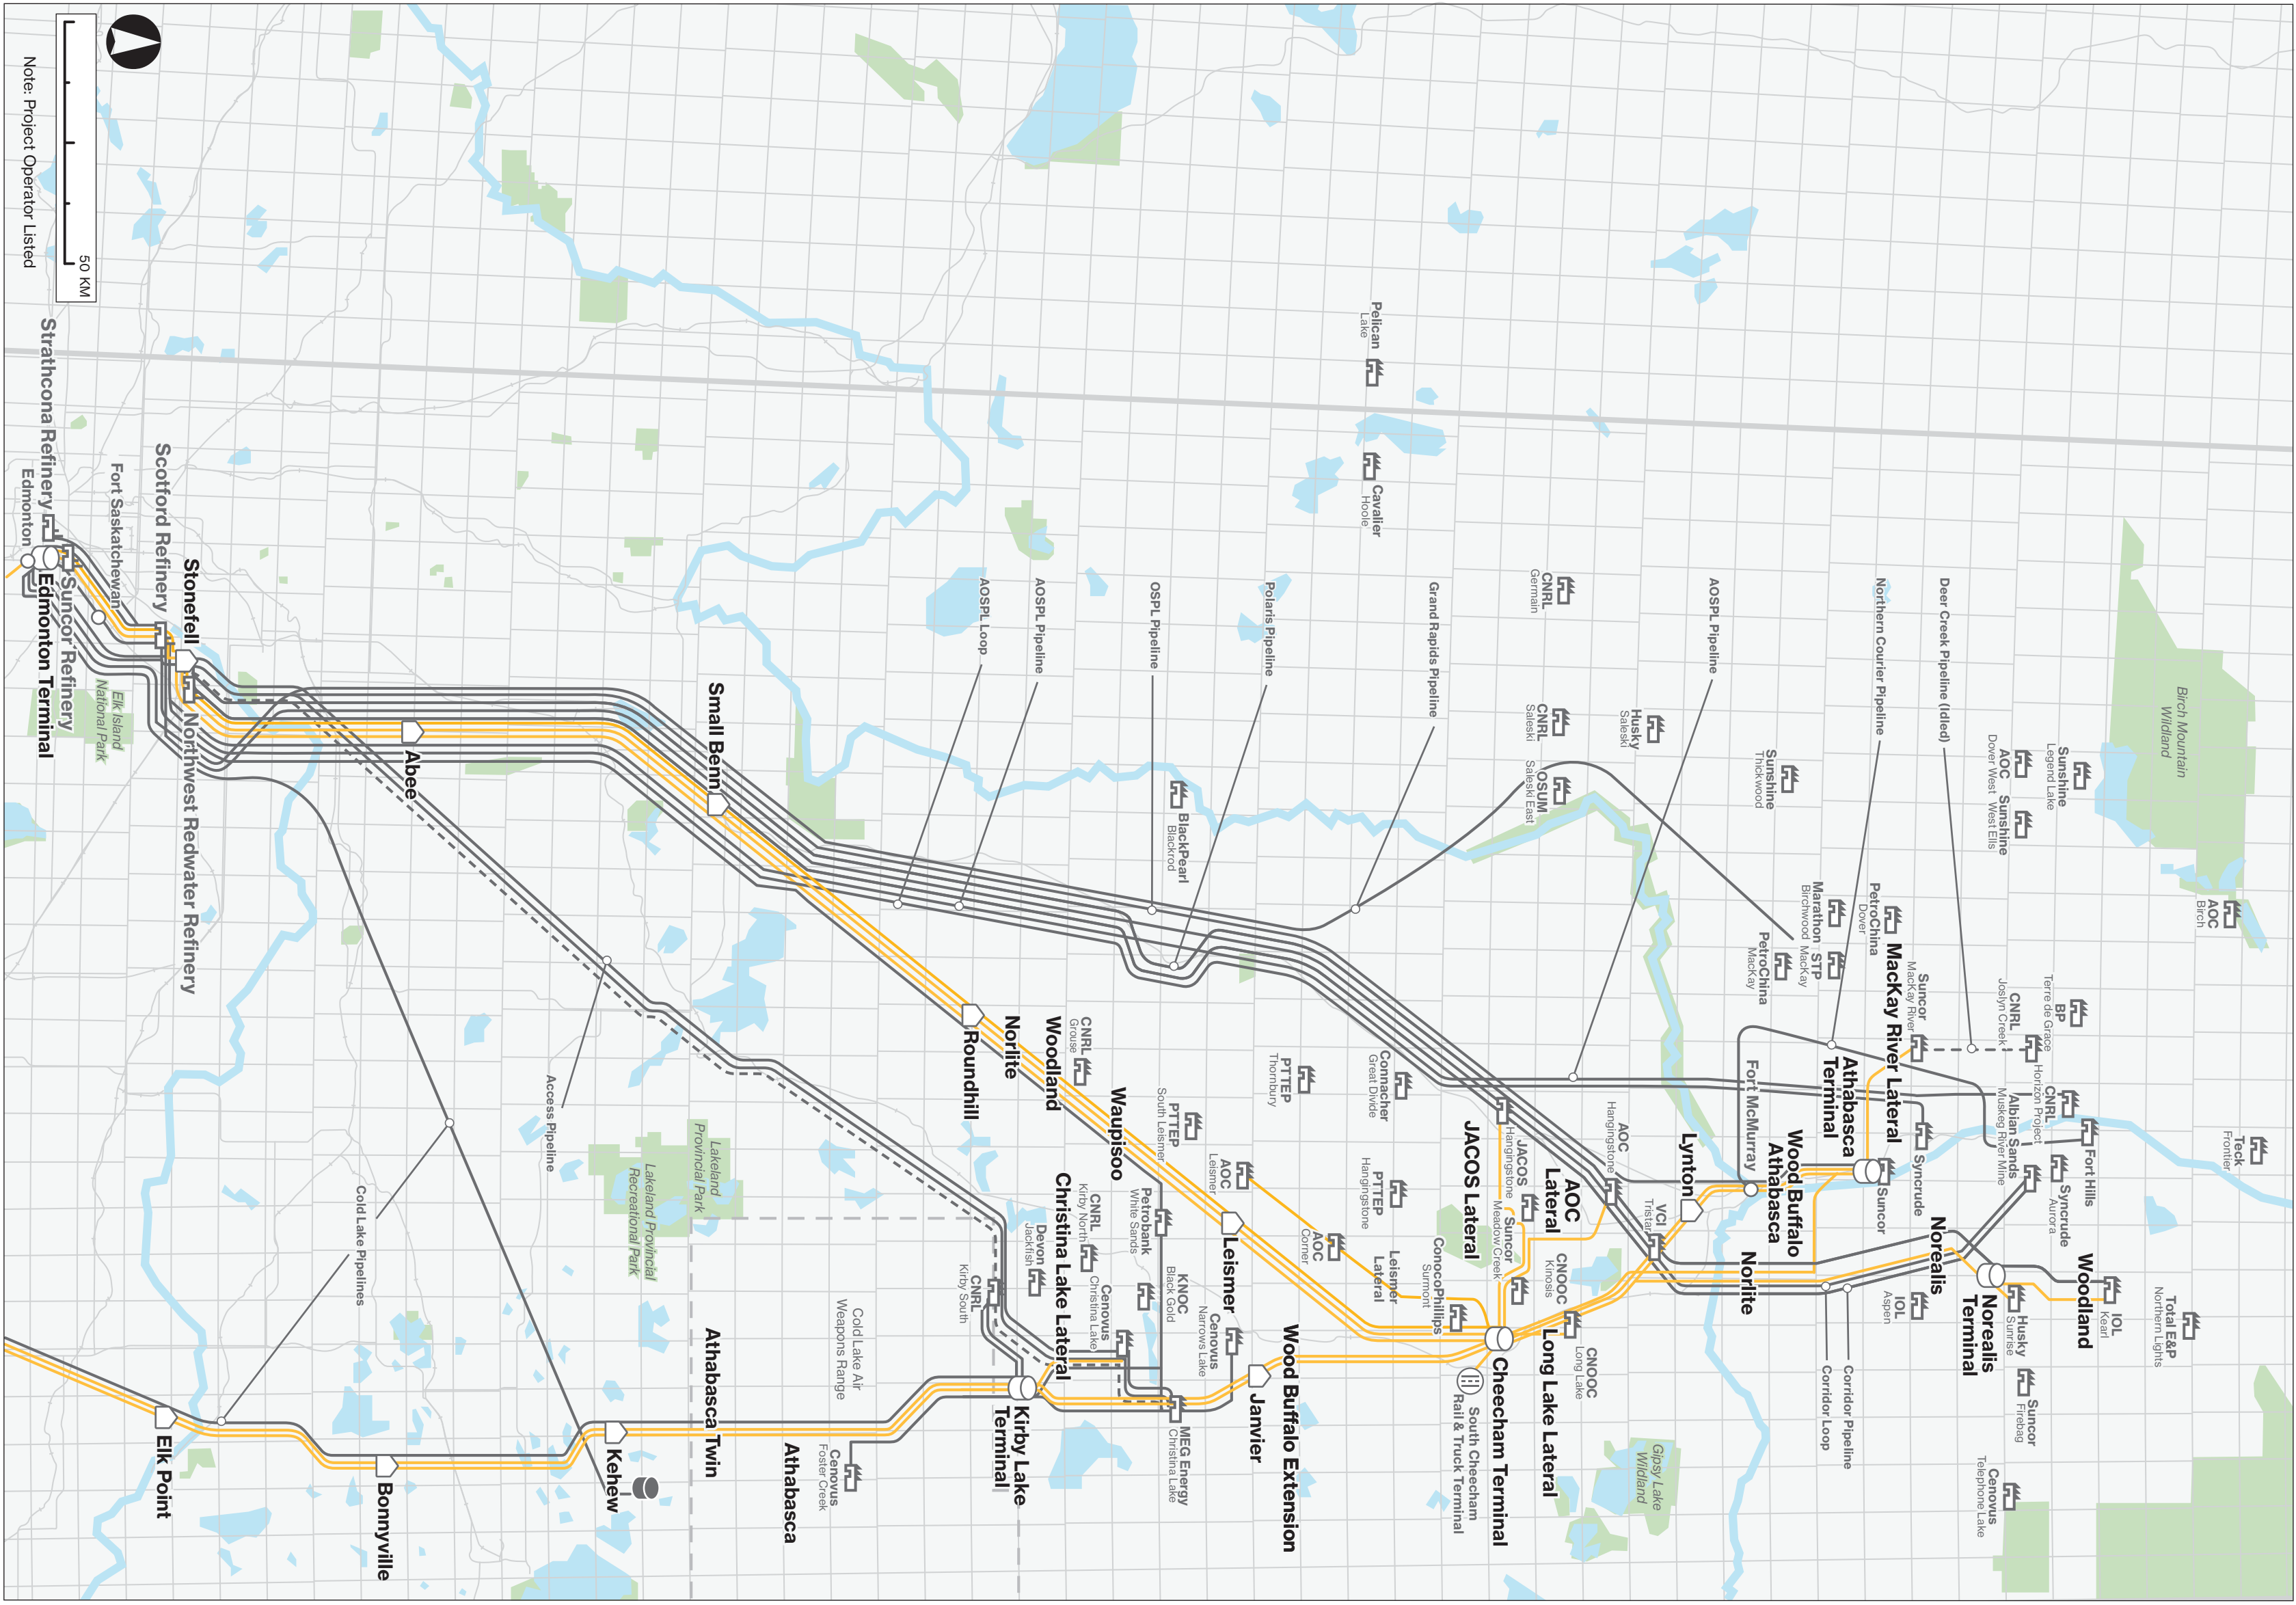 AOC
Birch
Teck
Frontier
Birch Mountain
Wildland
Total E&P
Northern Lights
IOL
Kearl
Woodland
Fort Hills
Sunshine
Legend Lake
BP
Terre de Grace
Syncrude
Aurora
CNRL
Horizon Project
Albian Sands
Muskeg River Mine
AOC
Dover West
Sunshine
West Ells
CNRL
Joslyn Creek
Husky
Sunrise
Suncor
Firebag
Cenovus
Telephone Lake
Norealis
Terminal
Norealis
Deer Creek Pipeline (Idled)
Suncor
MacKay River
Syncrude
IOL
Aspen
MacKay River Lateral
Suncor
PetroChina
Dover
Northern Courier Pipeline
Athabasca
Terminal
Corridor Pipeline
Corridor Loop
Marathon
Birchwood
STP
MacKay
Wood Buffalo
Athabasca
Sunshine
Thickwood
PetroChina
MacKay
Fort McMurray
Norlite
AOSPL Pipeline
Lynton
VCI
Tristar
Gipsy Lake
Wildland
Husky
Saleski
AOC
Hangingstone
CNOOC
Long Lake
AOC
Lateral
CNOOC
Kinosis
Long Lake Lateral
CNRL
Germain
CNRL
Saleski
OSUM
Saleski East
JACOS
Hangingstone
Suncor
Meadow Creek
Cheecham Terminal
JACOS Lateral
South Cheecham
Rail & Truck Terminal
ConocoPhillips
Surmont
Grand Rapids Pipeline
Leismer
Lateral
Connacher
Great Divide
PTTEP
Hangingstone
Pelican
Lake
Cavalier
Hoole
AOC
Corner
PTTEP
Thornbury
Wood Buffalo Extension
Polaris Pipeline
Janvier
Leismer
AOC
Leismer
Cenovus
Narrows Lake
BlackPearl
Blackrod
KNOC
Black Gold
MEG Energy
Christina Lake
PTTEP
South Leismer
OSPL Pipeline
Petrobank
White Sands
Waupisoo
Cenovus
Christina Lake
CNRL
Grouse
CNRL
Kirby North
Christina Lake Lateral
Woodland
Devon
Jackfish
AOSPL Pipeline
Norlite
Kirby Lake
Terminal
AOSPL Loop
CNRL
Kirby South
Roundhill
Cold Lake Air
Weapons Range
Cenovus
Foster Creek
Athabasca
Small Benn
Athabasca Twin
Lakeland
Provincial Park
Lakeland Provincial
Recreational Park
Kehew
Access Pipeline
Abee
Cold Lake Pipelines
Bonnyville
Stonefell
Northwest Redwater Refinery
Scotford Refinery
Elk Point
Fort Saskatchewan
Elk Island
National Park
Suncor Refinery
Strathcona Refinery
Edmonton Terminal
Edmonton
50 KM
Note: Project Operator Listed